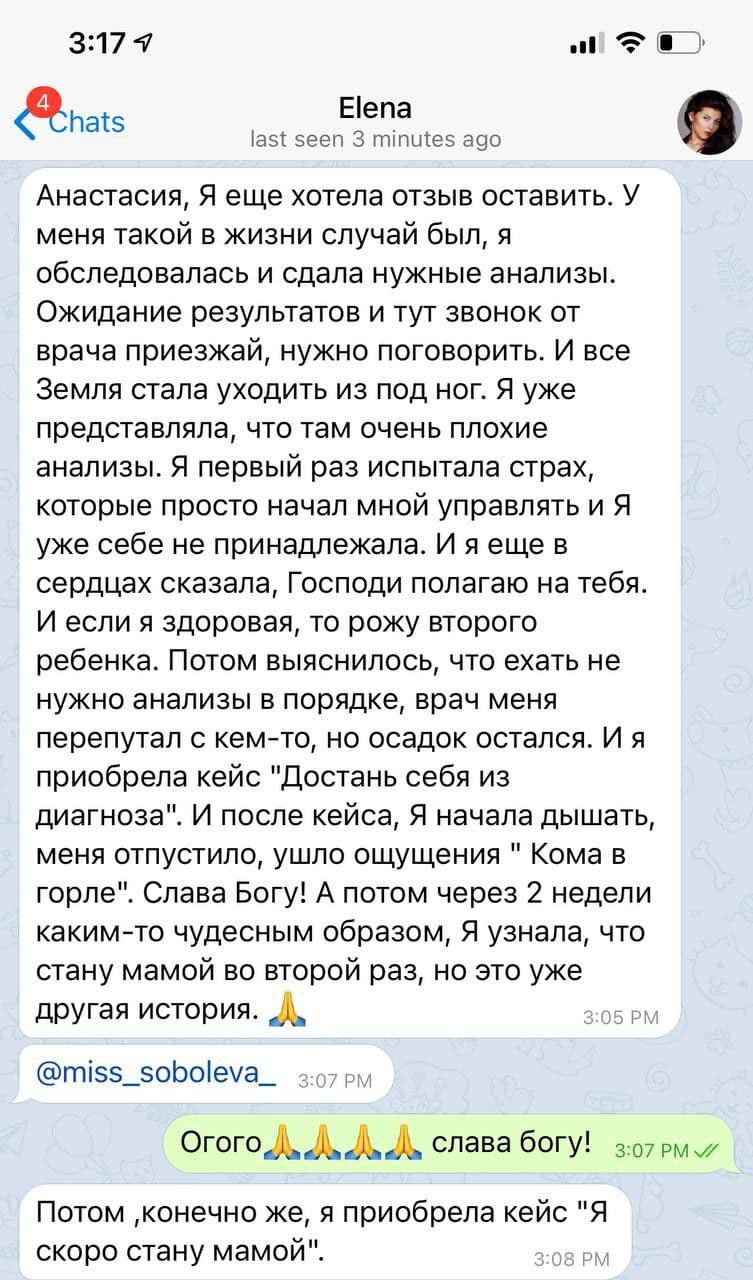 3:17
4
Chats
Elena
last seen 3 minutes ago
Анастасия, Я еще хотела отзыв оставить. У
меня такой в жизни случай был, я
обследовалась и сдала нужные анализы.
Ожидание результатов и тут звонок от
врача приезжай, нужно поговорить. И все
Земля стала уходить из под ног. Я уже
представляла, что там очень плохие
анализы. Я первый раз испытала страх,
которые просто начал мной управлять и Я
уже себе не принадлежала. И я еще в
сердцах сказала, Господи полагаю на тебя.
И если я здоровая, то рожу второго
ребенка. Потом выяснилось, что ехать не
нужно анализы в порядке, врач меня
перепутал с кем-то, но осадок остался. И я
приобрела кейс "Достань себя из
диагноза". И после кейса, Я начала дышать,
меня отпустило, ушло ощущения " Кома в
горле". Слава Богу! А потом через 2 недели
каким-то чудесным образом, Я узнала, что
стану мамой во второй раз, но это уже
другая история. 🙏 3:05 PM
@miss_soboleva_ 3:07 PM
Огого🙏🙏🙏🙏 слава богу! 3:07 PM
Потом ,конечно же, я приобрела кейс "Я
скоро стану мамой". 3:08 PM